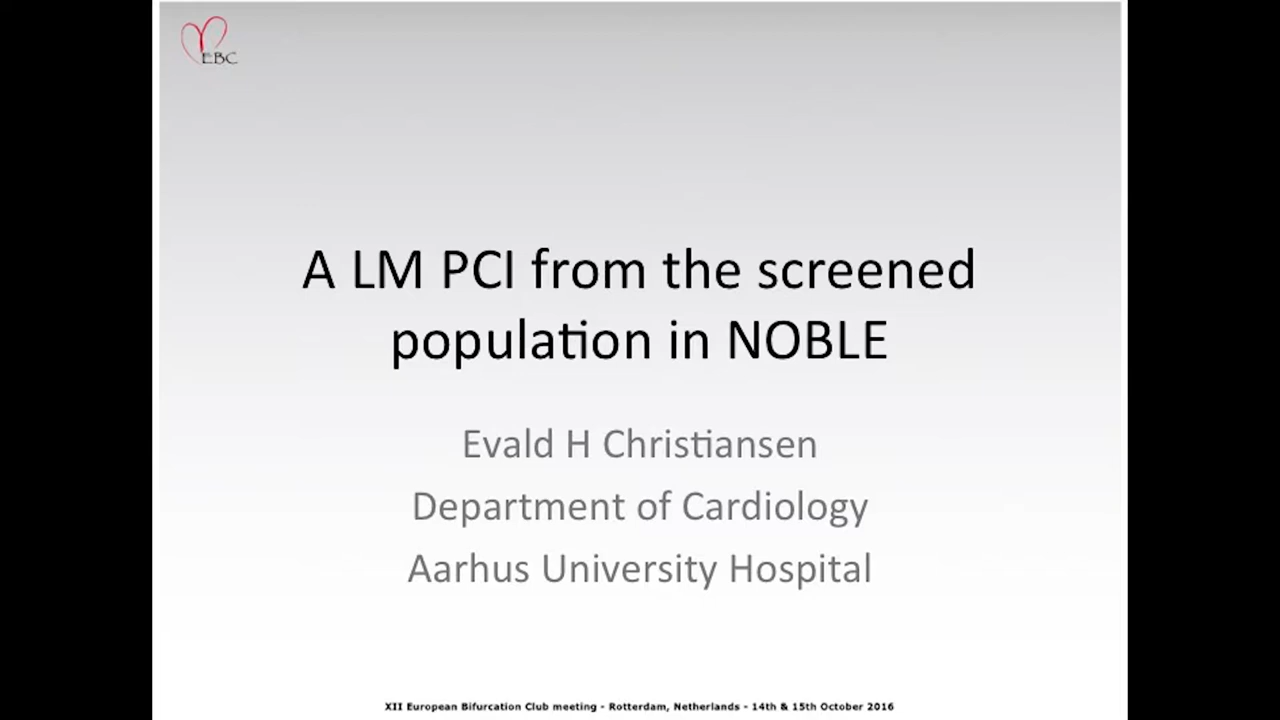 EBC
A LM PCI from the screened
population in NOBLE
Evald H Christiansen
Department of Cardiology
Aarhus University Hospital
XII European Bifurcation Club meeting - Rotterdam, Netherlands - 14th & 15th October 2016